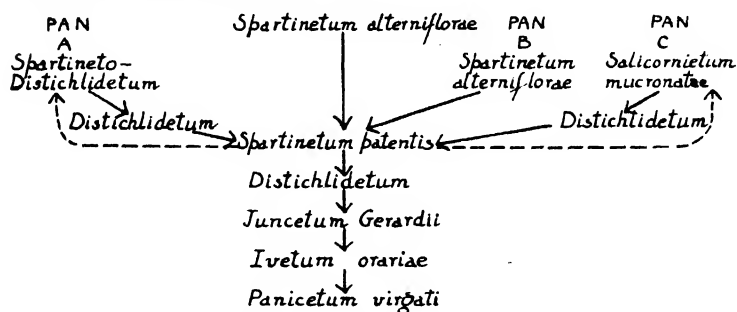 PAN
A
Spartineto-
Distichlidetum
Distichlidetum
Spartinetum alterniflorae
PAN
B
Spartinetum
alterniflorae
PAN
C
Salicornietum
mucronatae
Distichlidetum
Spartinetum patentis
Distichlidetum
Juncetum Gerardii
Ivetum orariae
Panicetum virgati